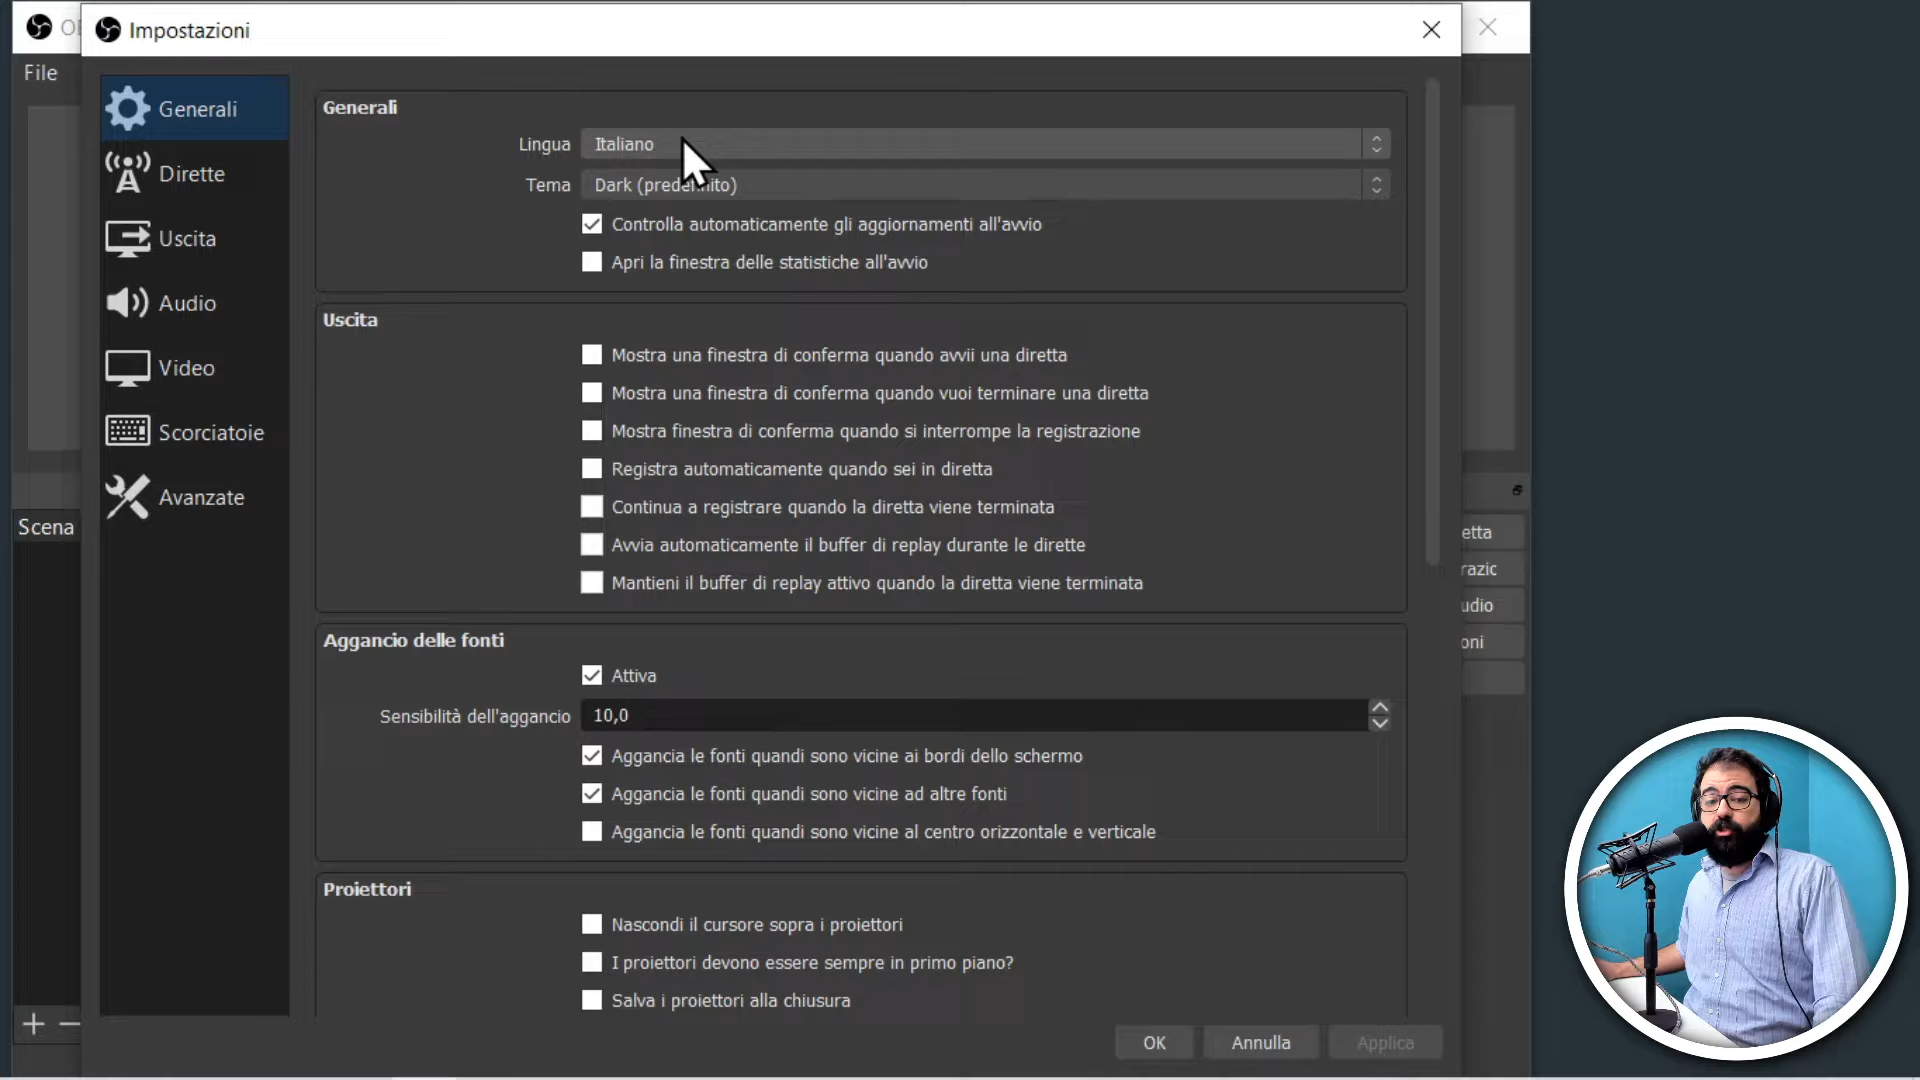 Impostazioni
File
Generali
Dirette
Uscita
Audio
Video
Scorciatoie
Avanzate
Scena
Generali
Lingua Italiano
Tema Dark (predefinito)
Controlla automaticamente gli aggiornamenti all'avvio
Apri la finestra delle statistiche all'avvio
Uscita
Mostra una finestra di conferma quando avvii una diretta
Mostra una finestra di conferma quando vuoi terminare una diretta
Mostra finestra di conferma quando si interrompe la registrazione
Registra automaticamente quando sei in diretta
Continua a registrare quando la diretta viene terminata
Avvia automaticamente il buffer di replay durante le dirette
Mantieni il buffer di replay attivo quando la diretta viene terminata
Aggancio delle fonti
Attiva
Sensibilità dell'aggancio 10,0
Aggancia le fonti quandi sono vicine ai bordi dello schermo
Aggancia le fonti quandi sono vicine ad altre fonti
Aggancia le fonti quandi sono vicine al centro orizzontale e verticale
Proiettori
Nascondi il cursore sopra i proiettori
I proiettori devono essere sempre in primo piano?
Salva i proiettori alla chiusura
OK Annulla Applica
etta
razic
udio
oni